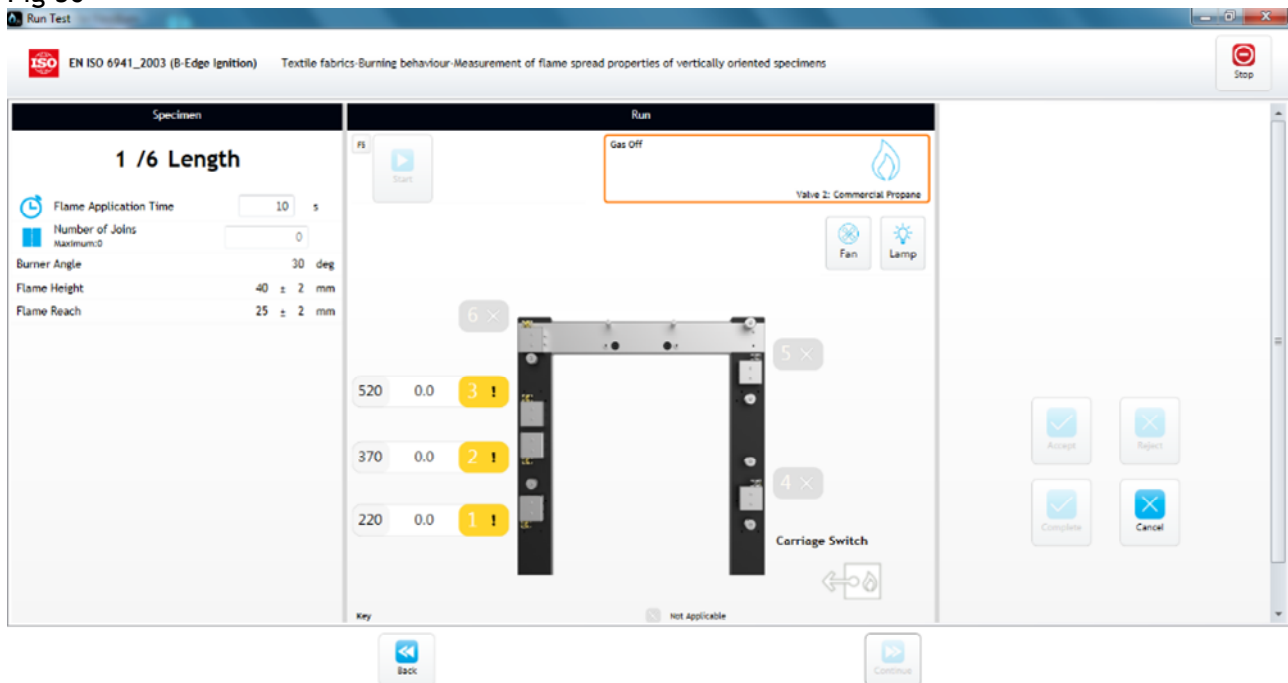 Run Test
ISO EN ISO 6941_2003 (B-Edge Ignition) Textile fabrics-Burning behaviour-Measurement of flame spread properties of vertically oriented specimens
Stop
Specimen
1 /6 Length
Flame Application Time 10 s
Number of Joins
Maximum:0
0
Burner Angle 30 deg
Flame Height 40 ± 2 mm
Flame Reach 25 ± 2 mm
Run
F5
Start
Gas Off
Valve 2: Commercial Propane
Fan
Lamp
6
5
520 0.0 3 !
370 0.0 2 !
4
220 0.0 1 !
Carriage Switch
Key
Not Applicable
Accept
Reject
Complete
Cancel
Back
Continue